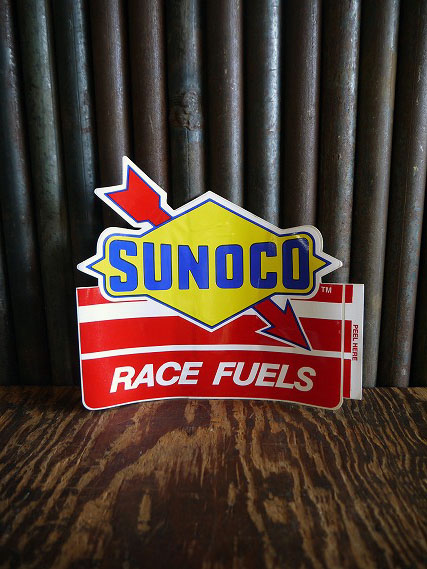 SUNOCO
TM
RACE FUELS
PEEL HERE